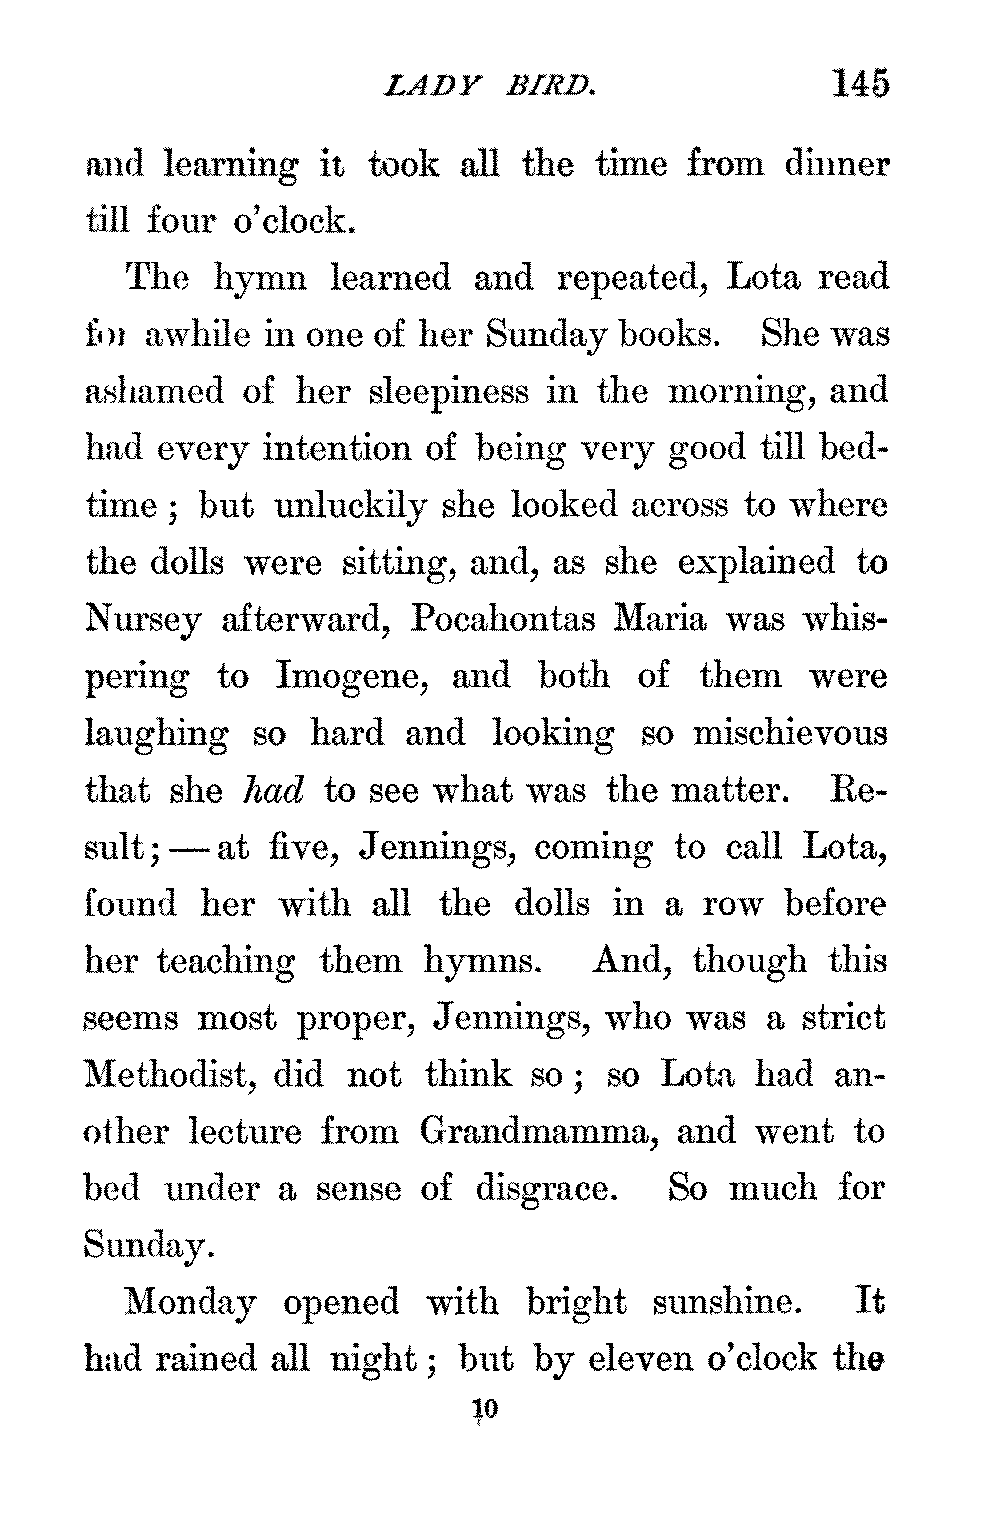 LADY BIRD. 145
and learning it took all the time from dinner
till four o'clock.
The hymn learned and repeated, Lota read
for awhile in one of her Sunday books. She was
ashamed of her sleepiness in the morning, and
had every intention of being very good till bed-
time; but unluckily she looked across to where
the dolls were sitting, and, as she explained to
Nursey afterward, Pocahontas Maria was whis-
pering to Imogene, and both of them were
laughing so hard and looking so mischievous
that she had to see what was the matter. Re-
sult;—at five, Jennings, coming to call Lota,
found her with all the dolls in a row before
her teaching them hymns. And, though this
seems most proper, Jennings, who was a strict
Methodist, did not think so; so Lota had an-
other lecture from Grandmamma, and went to
bed under a sense of disgrace. So much for
Sunday.
Monday opened with bright sunshine. It
had rained all night; but by eleven o'clock the
10